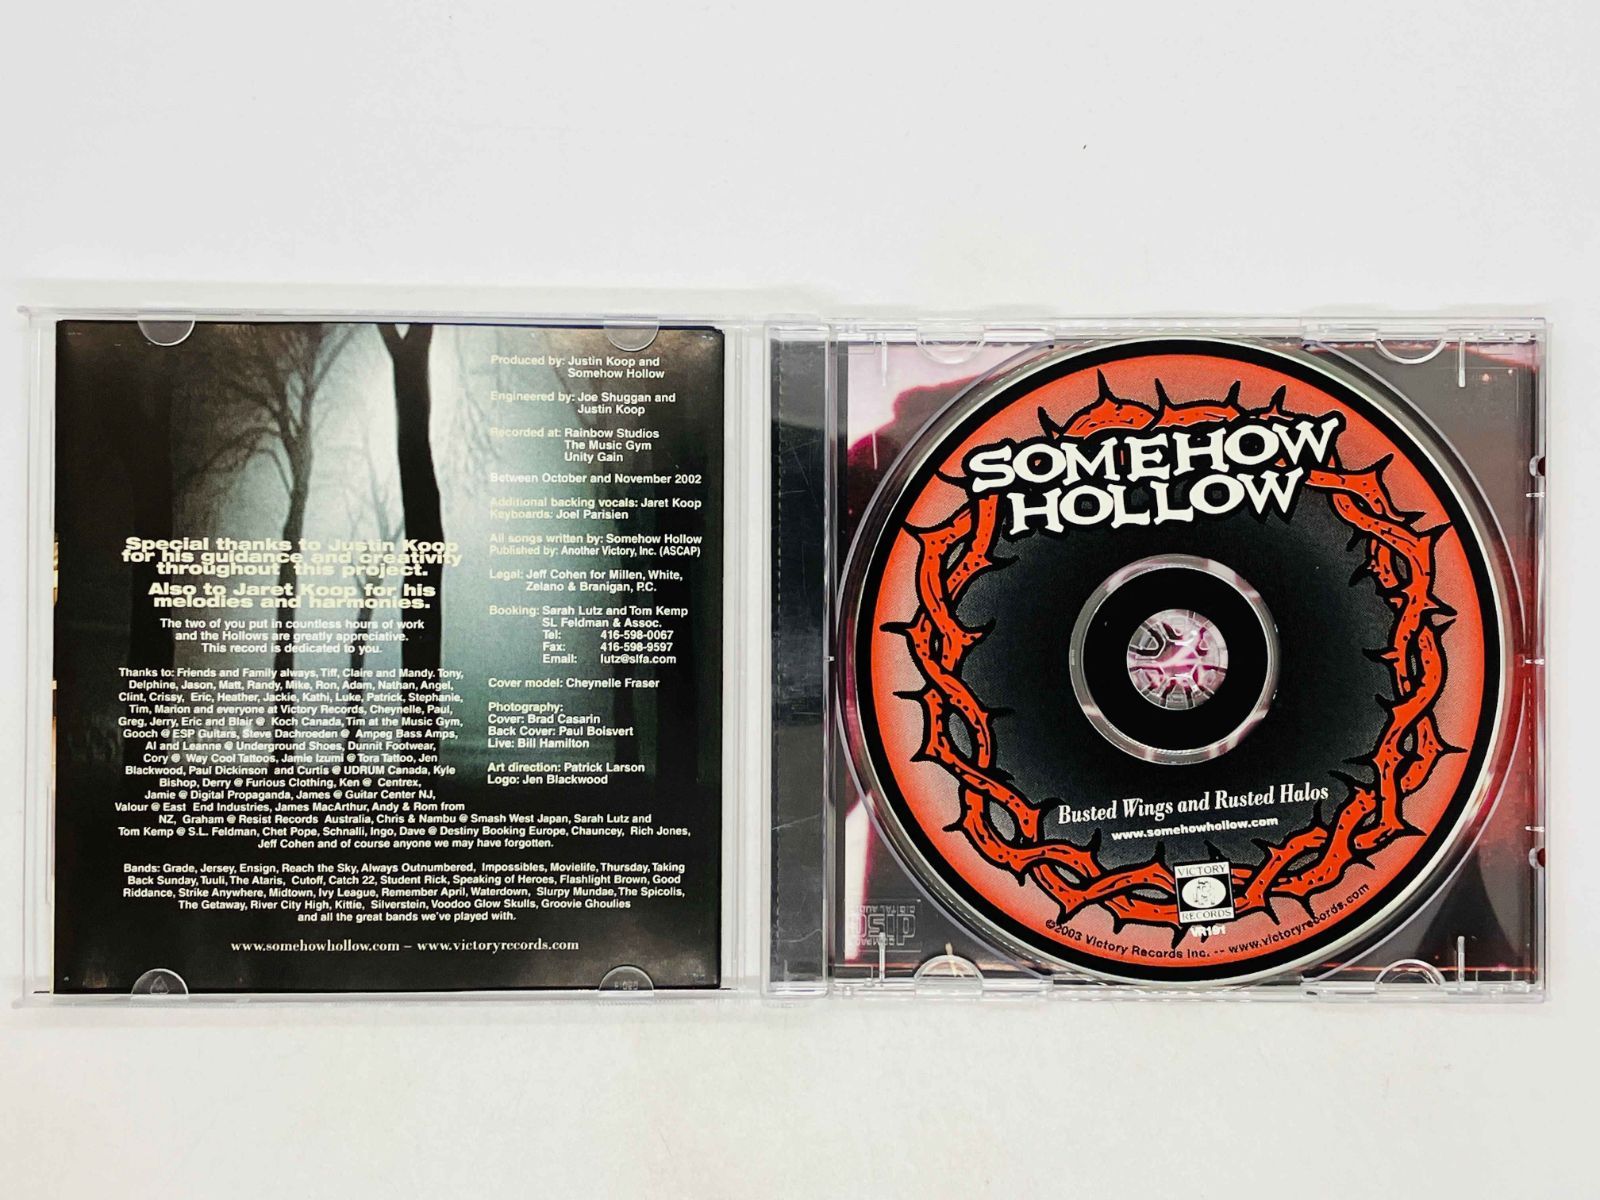 Produced by: Justin Koop and
Somehow Hollow
Engineered by: Joe Shuggan and
Justin Koop
Recorded at: Rainbow Studios
The Music Gym
Unity Gain
Between October and November 2002
Additional backing vocals: Jaret Koop
Keyboards: Joel Parisien
All songs written by: Somehow Hollow
Published by: Another Victory, Inc. (ASCAP)
Legal: Jeff Cohen for Millen, White,
Zelano & Branigan, P.C.
Booking: Sarah Lutz and Tom Kemp
SL Feldman & Assoc.
Tel: 416-598-0067
Fax: 416-598-9597
Email: lutz@slfa.com
Cover model: Cheynelle Fraser
Photography:
Cover: Brad Casarin
Back Cover: Paul Boisvert
Live: Bill Hamilton
Art direction: Patrick Larson
Logo: Jen Blackwood
Special thanks to Justin Koop
for his guidance and creativity
throughout this project.
Also to Jaret Koop for his
melodies and harmonies.
The two of you put in countless hours of work
and the Hollows are greatly appreciative.
This record is dedicated to you.
Thanks to: Friends and Family always, Tiff, Claire and Mandy. Tony,
Delphine, Jason, Matt, Randy, Mike, Ron, Adam, Nathan, Angel,
Clint, Crissy, Eric, Heather, Jackie, Kathi, Luke, Patrick, Stephanie,
Tim, Marion and everyone at Victory Records, Cheynelle, Paul,
Greg, Jerry, Eric and Blair @ Koch Canada, Tim at the Music Gym,
Gooch @ ESP Guitars, Steve Dachroeden @ Ampeg Bass Amps,
Al and Leanne @ Underground Shoes, Dunnit Footwear,
Cory @ Way Cool Tattoos, Jamie Izumi @ Tora Tattoo, Jen
Blackwood, Paul Dickinson and Curtis @ UDRUM Canada, Kyle
Bishop, Derry @ Furious Clothing, Ken @ Centrex,
Jamie @ Digital Propaganda, James @ Guitar Center NJ,
Valour @ East End Industries, James MacArthur, Andy & Rom from
NZ, Graham @ Resist Records Australia, Chris & Nambu @ Smash West Japan, Sarah Lutz and
Tom Kemp @ S.L. Feldman, Chet Pope, Schnalli, Ingo, Dave @ Destiny Booking Europe, Chauncey, Rich Jones,
Jeff Cohen and of course anyone we may have forgotten.
Bands: Grade, Jersey, Ensign, Reach the Sky, Always Outnumbered, Impossibles, Movielife, Thursday, Taking
Back Sunday, Tuuli, The Ataris, Cutoff, Catch 22, Student Rick, Speaking of Heroes, Flashlight Brown, Good
Riddance, Strike Anywhere, Midtown, Ivy League, Remember April, Waterdown, Slurpy Mundae, The Spicolis,
The Getaway, River City High, Kittie, Silverstein, Voodoo Glow Skulls, Groovie Ghoulies
and all the great bands we've played with.
www.somehowhollow.com – www.victoryrecords.com
SOMEHOW
HOLLOW
Busted Wings and Rusted Halos
www.somehowhollow.com
VICTORY
RECORDS
VR191
©2003 Victory Records Inc. -- www.victoryrecords.com
COMPACT
disc
DIGITAL AUDIO